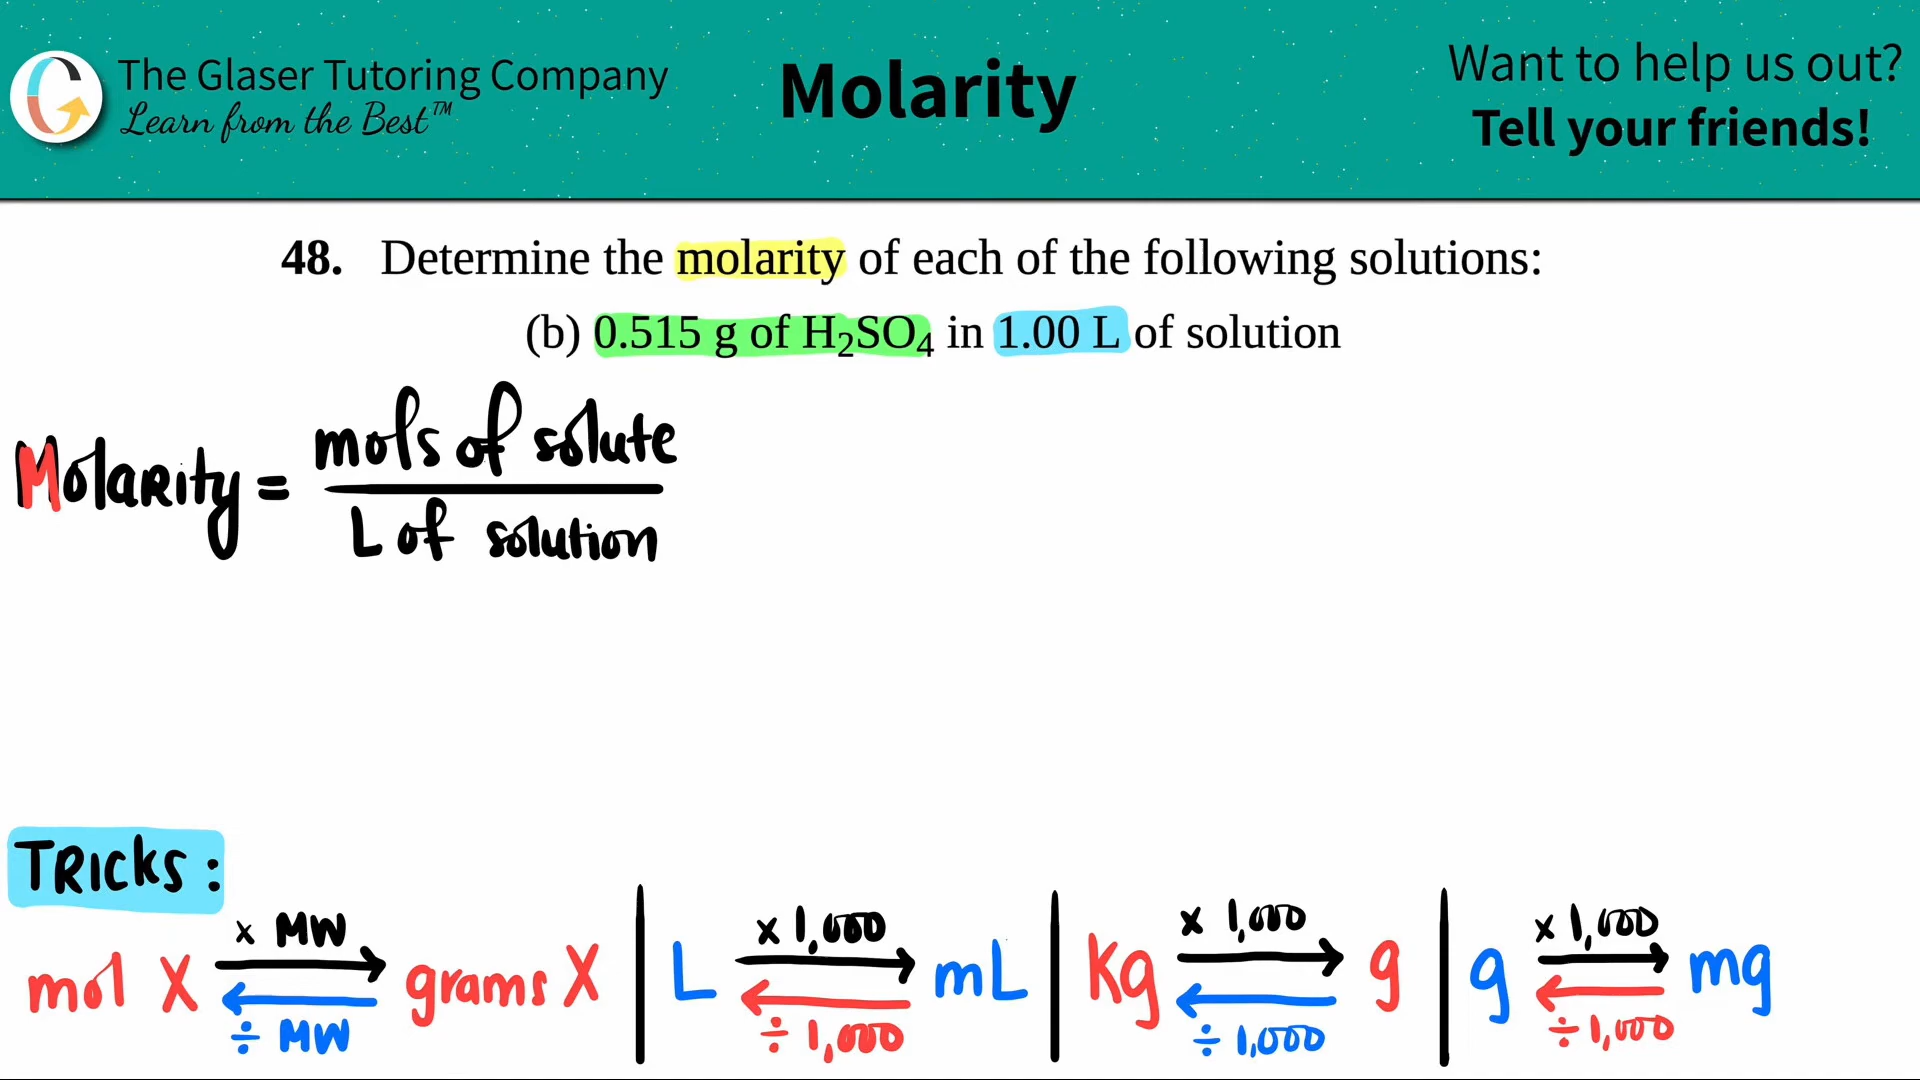 The Glaser Tutoring Company
Learn from the Best™
Molarity
Want to help us out?
Tell your friends!
48. Determine the molarity of each of the following solutions:
(b) 0.515 g of H₂SO₄ in 1.00 L of solution
Molarity = mols of solute
L of solution
TRICKS:
mol X × MW grams X
÷ MW
L × 1,000 mL
÷ 1,000
Kg × 1,000 g
÷ 1,000
g × 1,000 mg
÷ 1,000